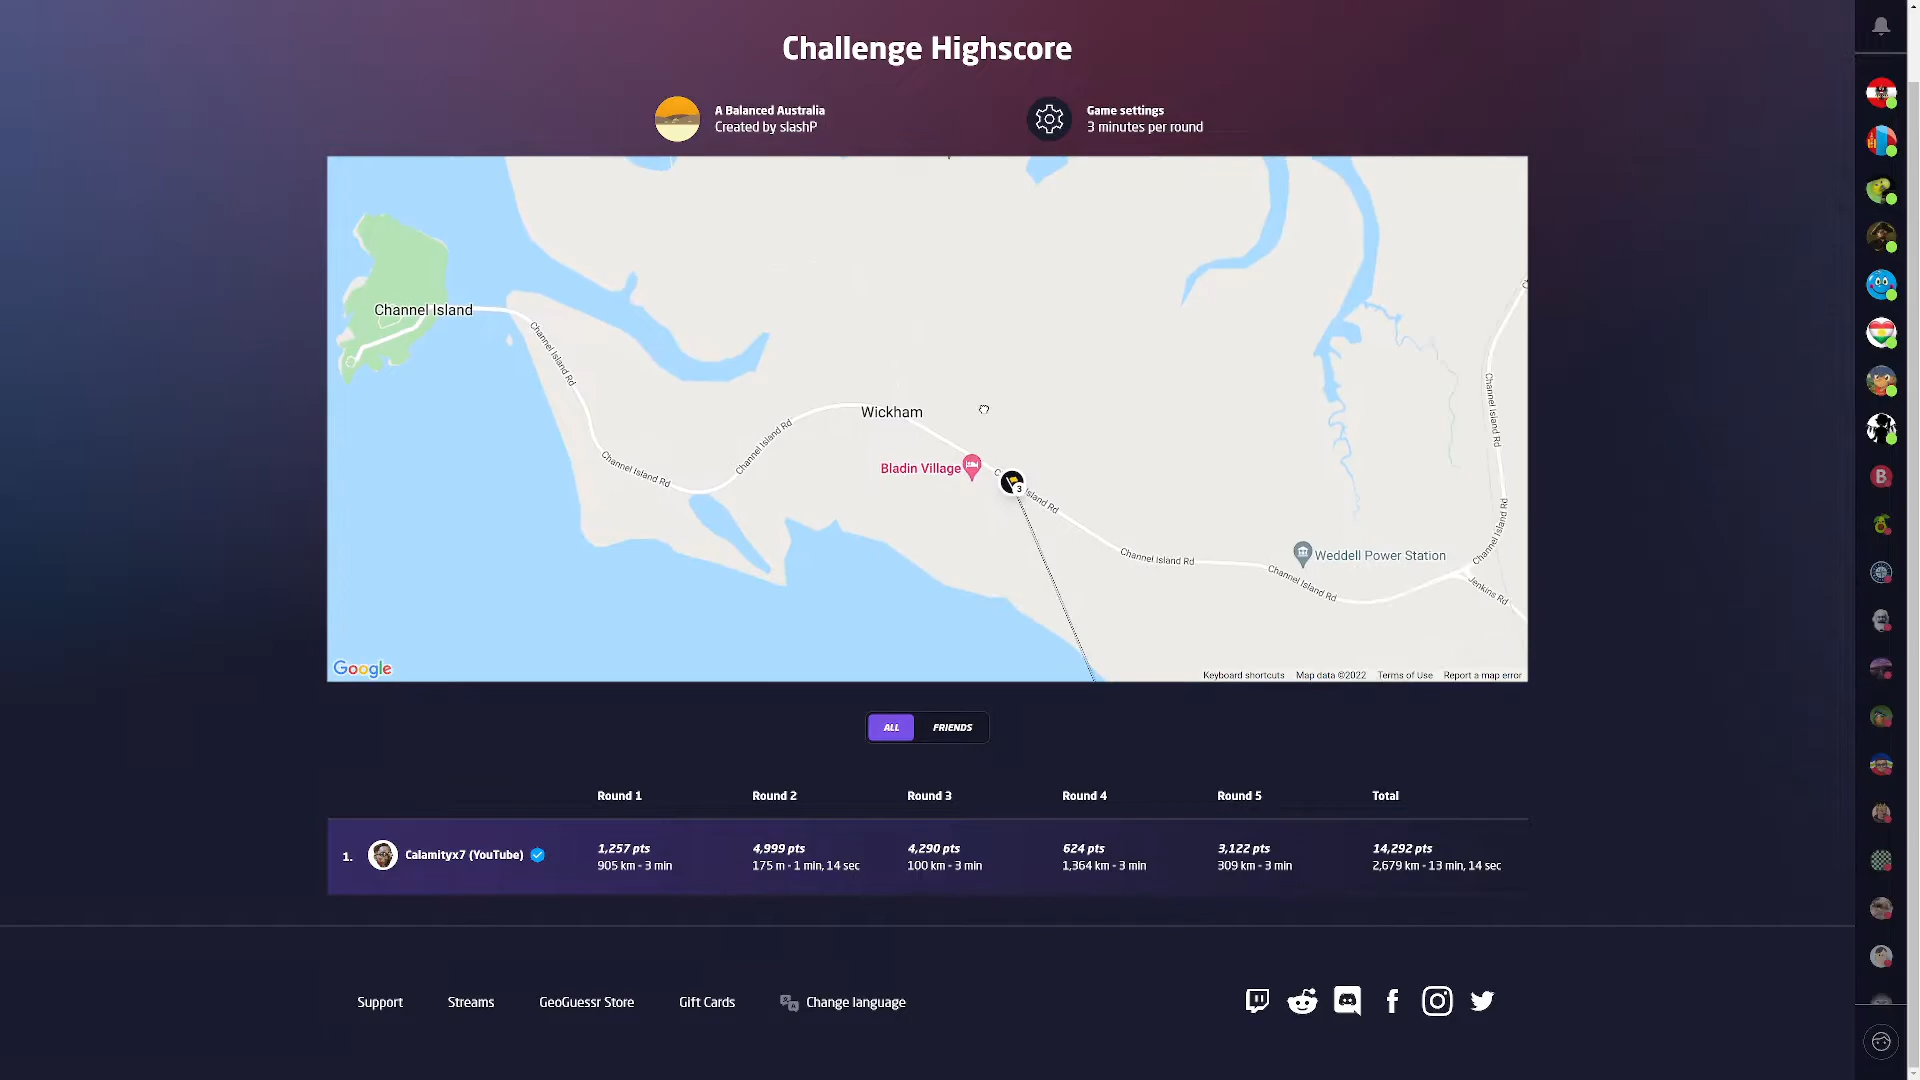 Challenge Highscore
A Balanced Australia
Created by slashP
Game settings
3 minutes per round
Channel Island
Channel Island Rd
Channel Island Rd
Channel Island Rd
Wickham
Bladin Village
3
Island Rd
Channel Island Rd
Weddell Power Station
Channel Island Rd
Channel Island Rd
Channel Island Rd
Channel Island Rd
Jenkins Rd
Google
Keyboard shortcuts
Map data ©2022
Terms of Use
Report a map error
ALL
FRIENDS
Round 1 Round 2 Round 3 Round 4 Round 5 Total
1. Calamityx7 (YouTube) 1,257 pts 4,999 pts 4,290 pts 624 pts 3,122 pts 14,292 pts
905 km - 3 min 175 m - 1 min, 14 sec 100 km - 3 min 1,364 km - 3 min 309 km - 3 min 2,679 km - 13 min, 14 sec
Support Streams GeoGuessr Store Gift Cards Change language
B